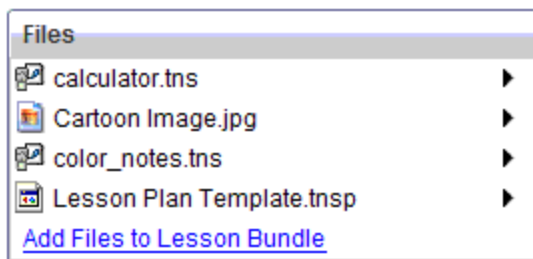 Files
calculator.tns
Cartoon Image.jpg
color_notes.tns
Lesson Plan Template.tnsp
Add Files to Lesson Bundle